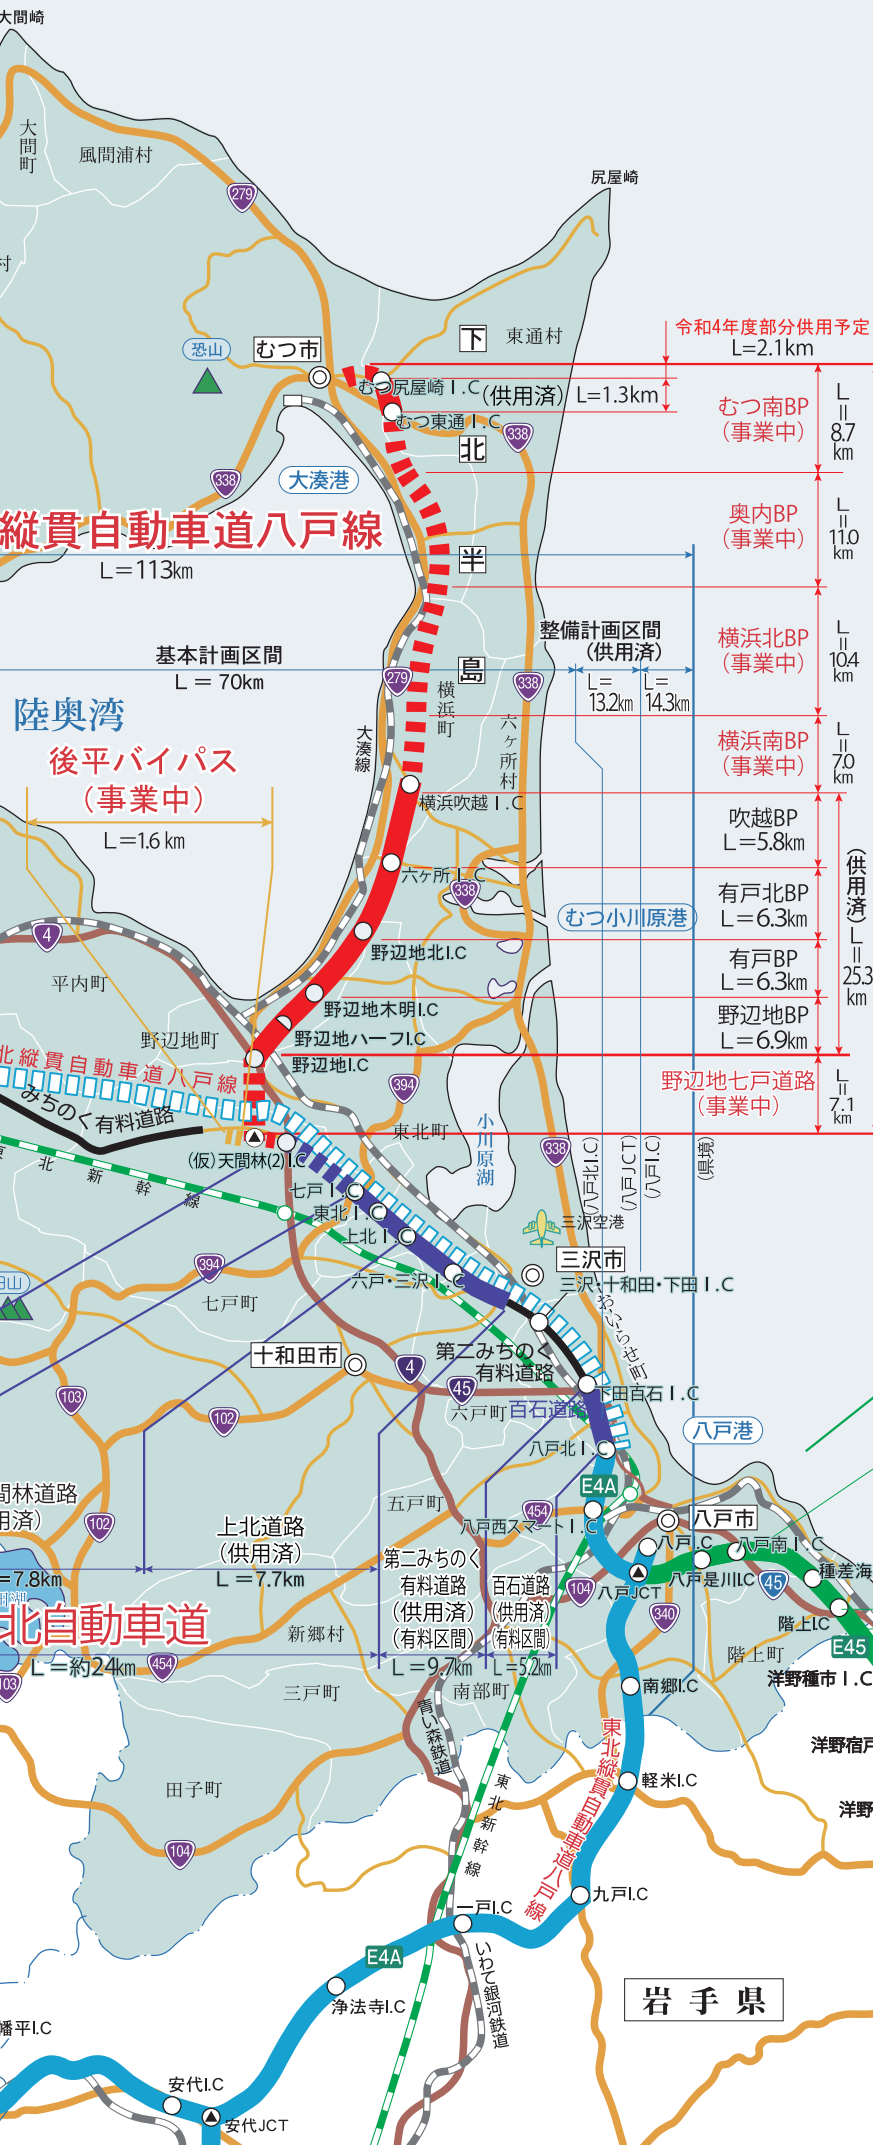 大間崎
大間町
風間浦村
279
尻屋崎
村
恐山
むつ市
下
東通村
令和4年度部分供用予定
L=2.1km
むつ尻屋崎I.C
(供用済)
L=1.3km
むつ東通I.C
むつ南BP
(事業中)
L=8.7km
338
北
338
大湊港
縦貫自動車道八戸線
L=113km
奥内BP
(事業中)
L=11.0km
半
整備計画区間
(供用済)
基本計画区間
L=70km
島
279
338
L=13.2km
L=14.3km
横浜北BP
(事業中)
L=10.4km
横浜町
六ヶ所村
陸奥湾
大湊線
後平バイパス
(事業中)
L=1.6km
横浜南BP
(事業中)
L=7.0km
横浜吹越I.C
吹越BP
L=5.8km
六ヶ所I.C
338
有戸北BP
L=6.3km
(供用済)L=25.3km
むつ小川原港
4
野辺地北I.C
有戸BP
L=6.3km
平内町
野辺地木明I.C
野辺地BP
L=6.9km
野辺地町
野辺地ハーフI.C
野辺地I.C
北縦貫自動車道八戸線
野辺地七戸道路
(事業中)
L=7.1km
394
みちのく有料道路
東北町
小川原湖
338
(八戸北I.C)
(八戸JCT)
(八戸I.C)
(県境)
東北新幹線
(仮)天間林(2)I.C
七戸I.C
東北I.C
上北I.C
三沢空港
394
六戸・三沢I.C
三沢市
三沢・十和田・下田I.C
田山
七戸町
おいらせ町
十和田市
第二みちのく
有料道路
4
45
103
102
六戸町
百石道路
下田百石I.C
八戸港
八戸北I.C
間林道路
用済)
E4A
五戸町
454
八戸西スマートI.C
八戸市
102
上北道路
(供用済)
L=7.7km
第二みちのく
有料道路
(供用済)
(有料区間)
L=9.7km
百石道路
(供用済)
(有料区間)
L=5.2km
八戸I.C
八戸南I.C
=7.8km
104
八戸JCT
八戸是川I.C
45
種差海
340
階上I.C
北自動車道
L=約24km
新郷村
階上町
E45
454
103
三戸町
南部町
南郷I.C
洋野種市I.C
青い森鉄道
東北縦貫自動車道八戸線
洋野宿戸
田子町
東北新幹線
軽米I.C
洋野
104
九戸I.C
一戸I.C
E4A
いわて銀河鉄道
浄法寺I.C
岩手県
幡平I.C
安代I.C
安代JCT